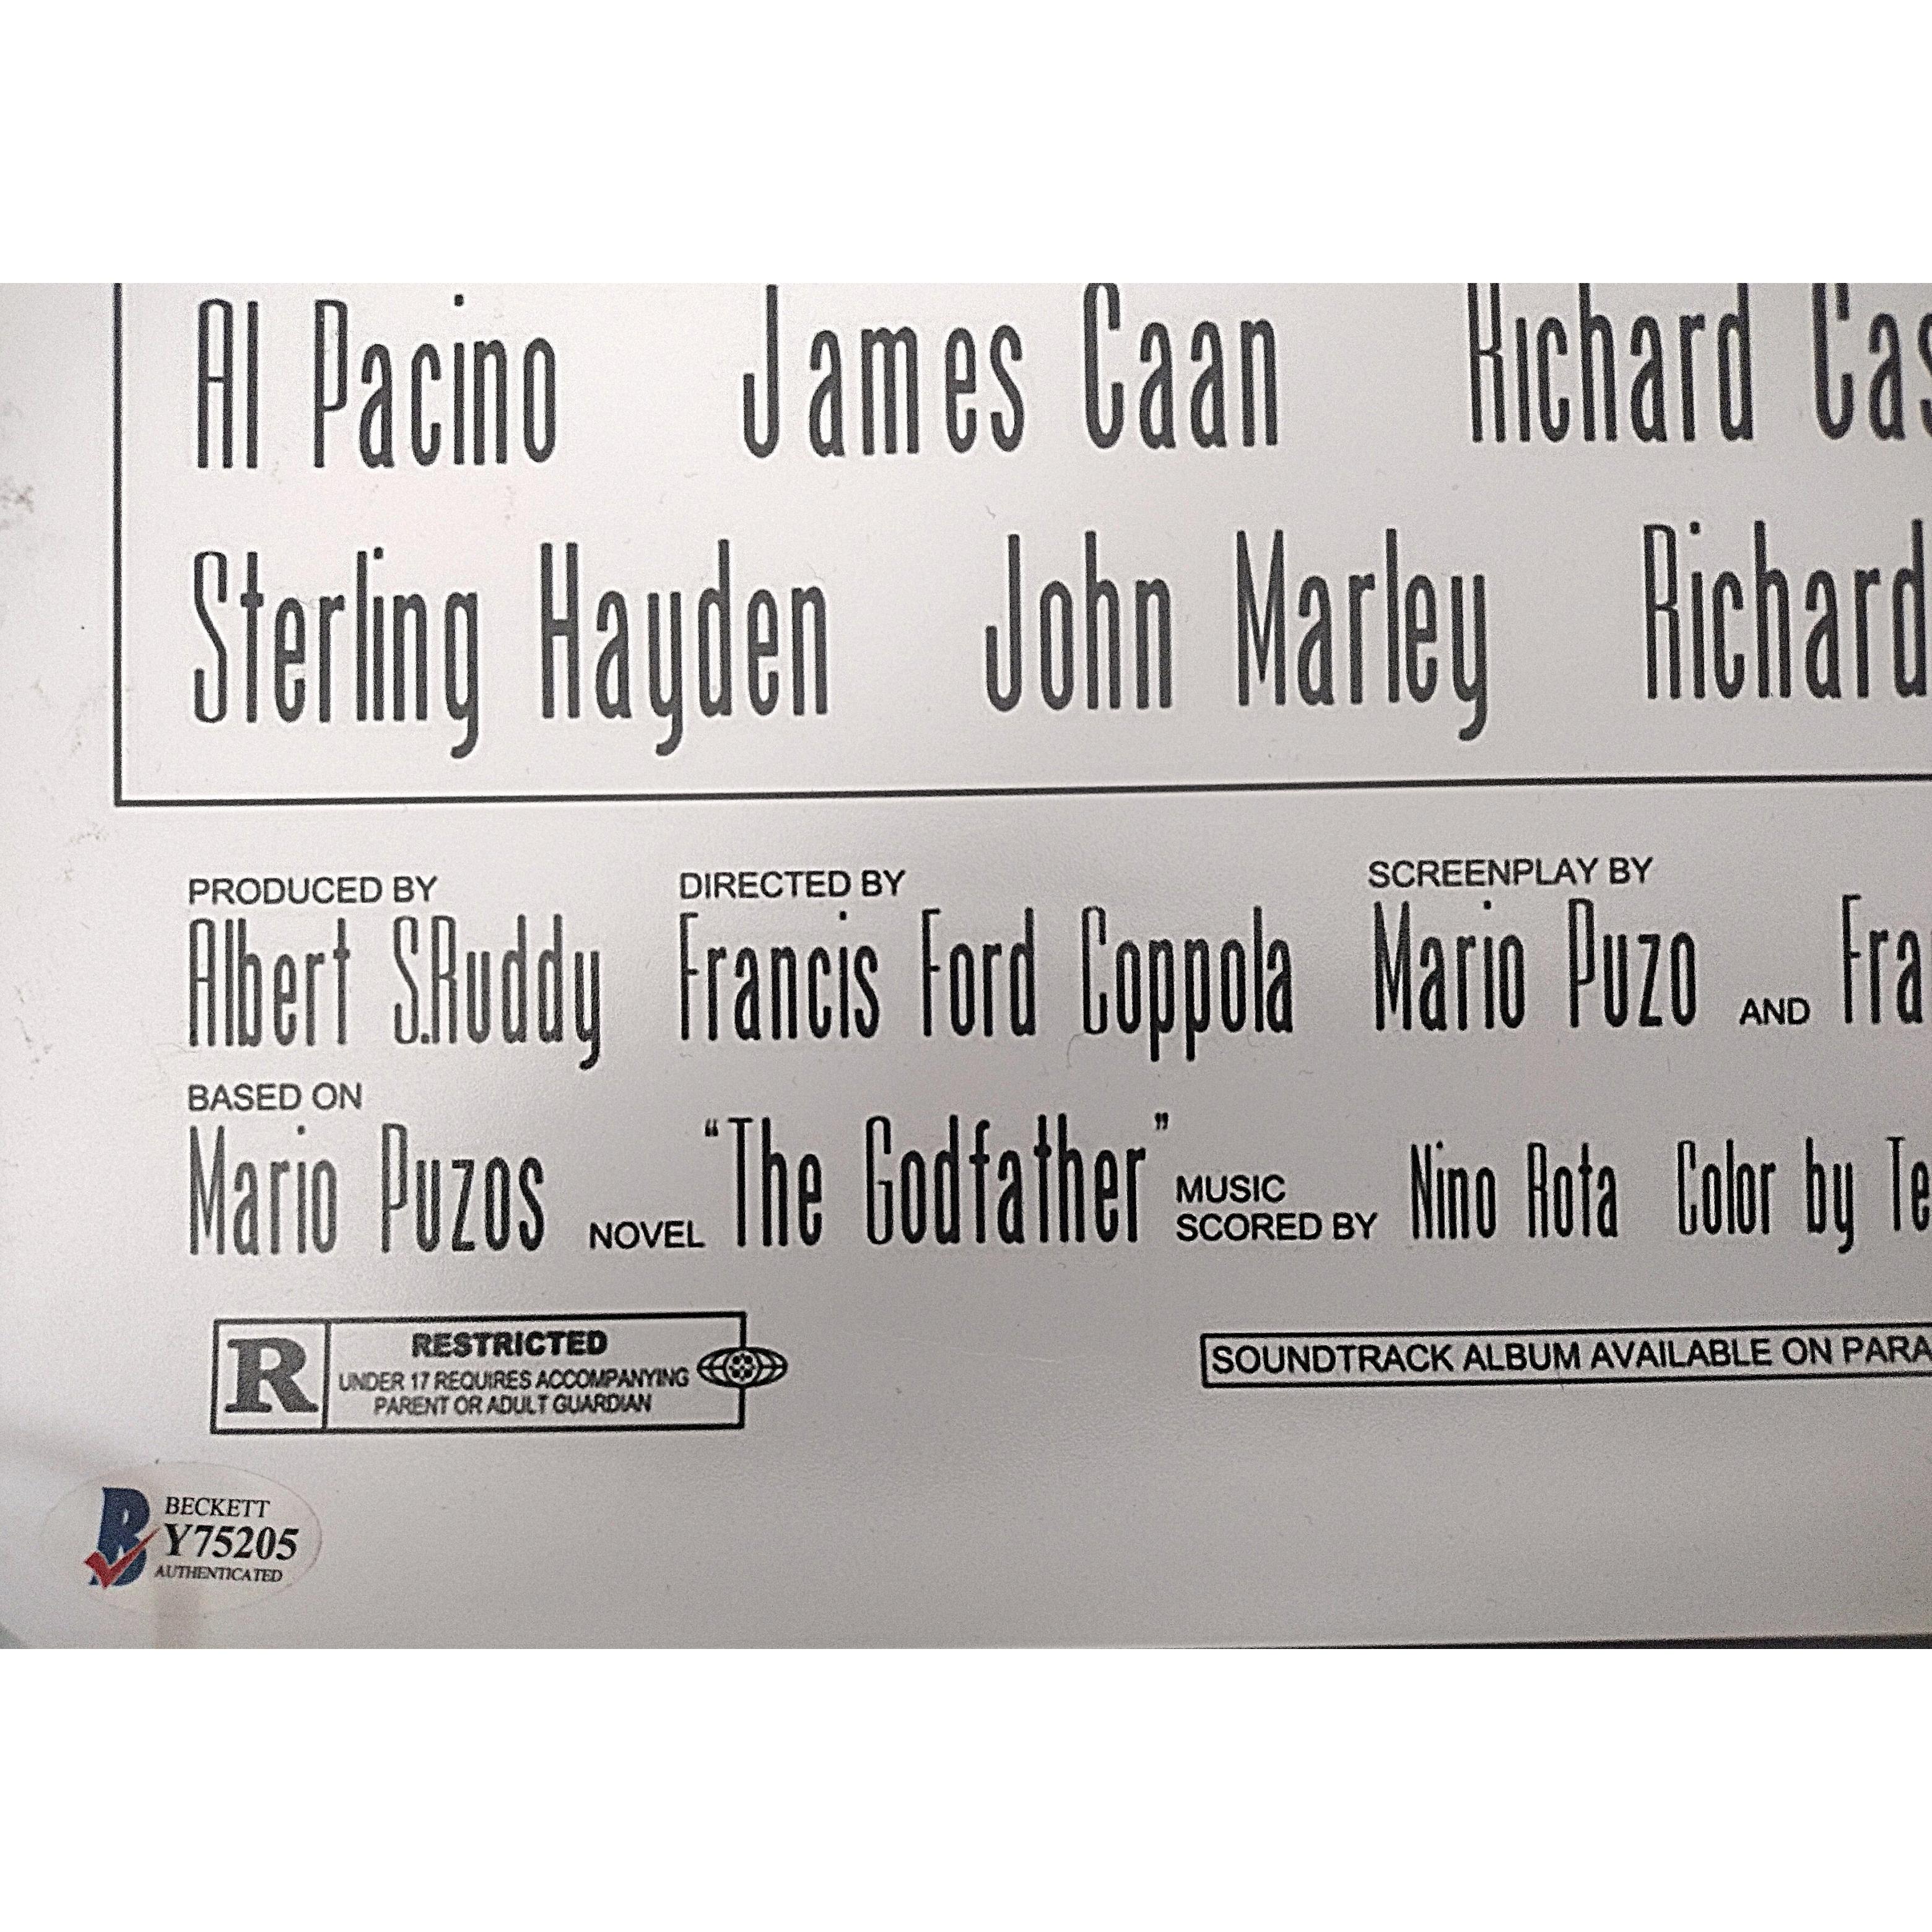 Al Pacino James Caan Richard Cas
Sterling Hayden John Marley Richard
PRODUCED BY DIRECTED BY SCREENPLAY BY
Albert S.Ruddy Francis Ford Coppola Mario Puzo AND Fra
BASED ON
Mario Puzos NOVEL "The Godfather" MUSIC SCORED BY Nino Rota Color by Te
R RESTRICTED
UNDER 17 REQUIRES ACCOMPANYING
PARENT OR ADULT GUARDIAN
SOUNDTRACK ALBUM AVAILABLE ON PARA
B BECKETT
Y75205
AUTHENTICATED